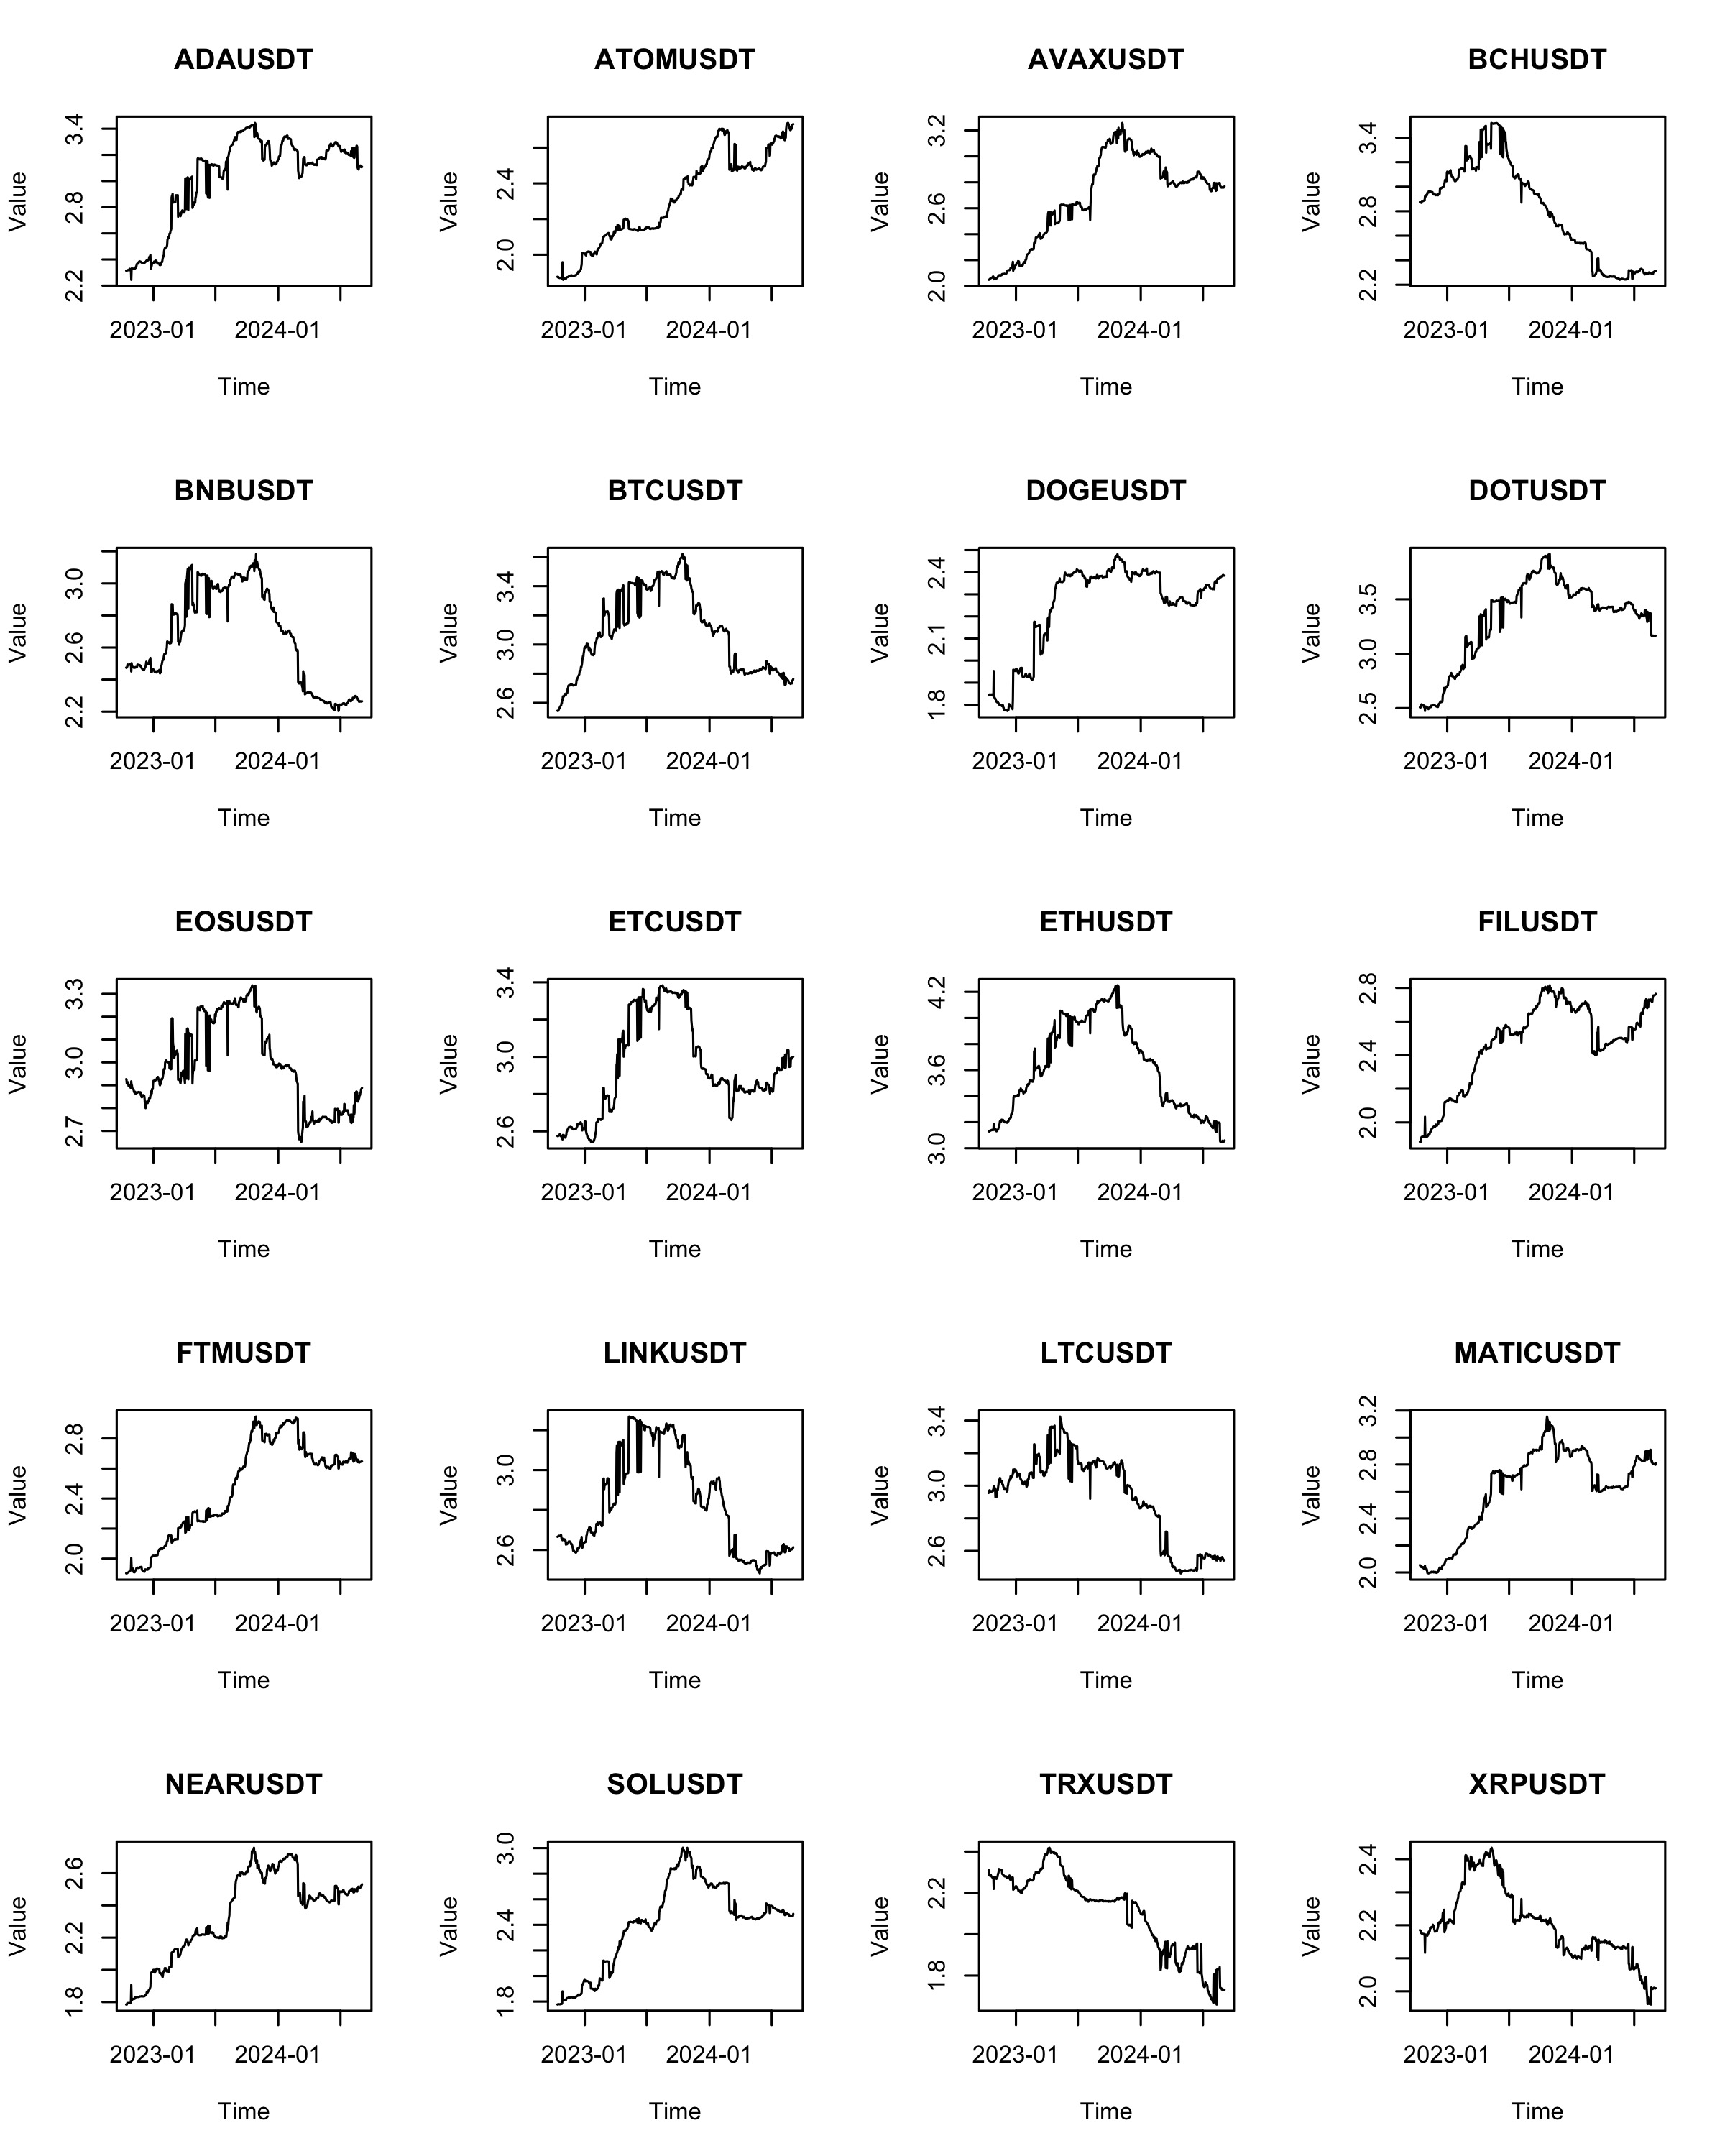 ADAUSDT
Value
2.2 2.8 3.4
2023-01 2024-01
Time
ATOMUSDT
Value
2.0 2.4
2023-01 2024-01
Time
AVAXUSDT
Value
2.0 2.6 3.2
2023-01 2024-01
Time
BCHUSDT
Value
2.2 2.8 3.4
2023-01 2024-01
Time
BNBUSDT
Value
2.2 2.6 3.0
2023-01 2024-01
Time
BTCUSDT
Value
2.6 3.0 3.4
2023-01 2024-01
Time
DOGEUSDT
Value
1.8 2.1 2.4
2023-01 2024-01
Time
DOTUSDT
Value
2.5 3.0 3.5
2023-01 2024-01
Time
EOSUSDT
Value
2.7 3.0 3.3
2023-01 2024-01
Time
ETCUSDT
Value
2.6 3.0 3.4
2023-01 2024-01
Time
ETHUSDT
Value
3.0 3.6 4.2
2023-01 2024-01
Time
FILUSDT
Value
2.0 2.4 2.8
2023-01 2024-01
Time
FTMUSDT
Value
2.0 2.4 2.8
2023-01 2024-01
Time
LINKUSDT
Value
2.6 3.0
2023-01 2024-01
Time
LTCUSDT
Value
2.6 3.0 3.4
2023-01 2024-01
Time
MATICUSDT
Value
2.0 2.4 2.8 3.2
2023-01 2024-01
Time
NEARUSDT
Value
1.8 2.2 2.6
2023-01 2024-01
Time
SOLUSDT
Value
1.8 2.4 3.0
2023-01 2024-01
Time
TRXUSDT
Value
1.8 2.2
2023-01 2024-01
Time
XRPUSDT
Value
2.0 2.2 2.4
2023-01 2024-01
Time